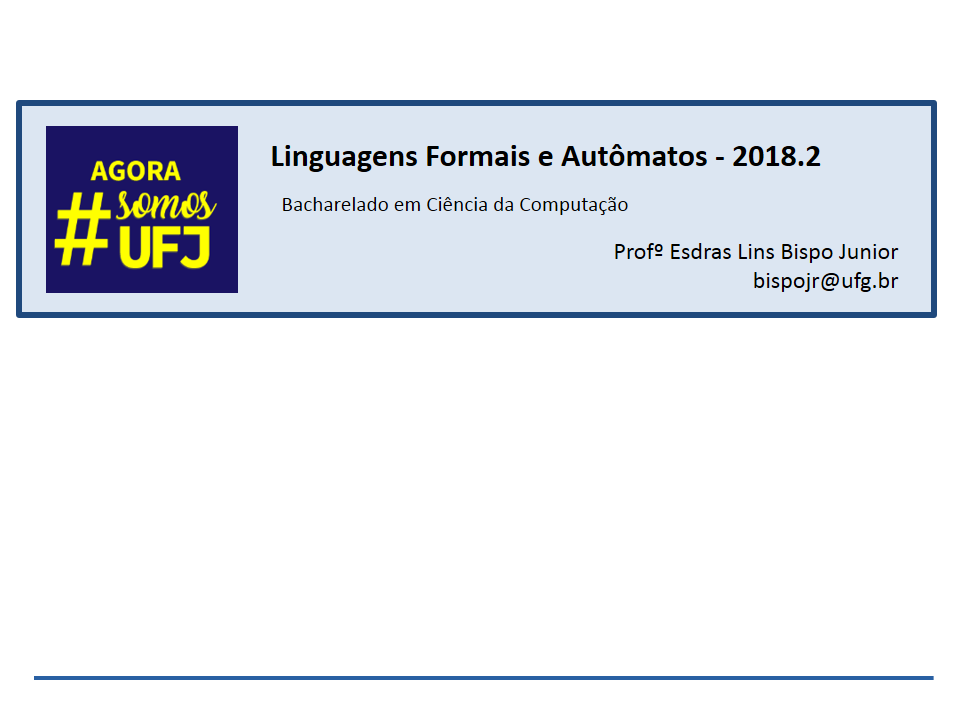 AGORA
#somos
UFJ
Linguagens Formais e Autômatos - 2018.2
Bacharelado em Ciência da Computação
Profº Esdras Lins Bispo Junior
bispojr@ufg.br